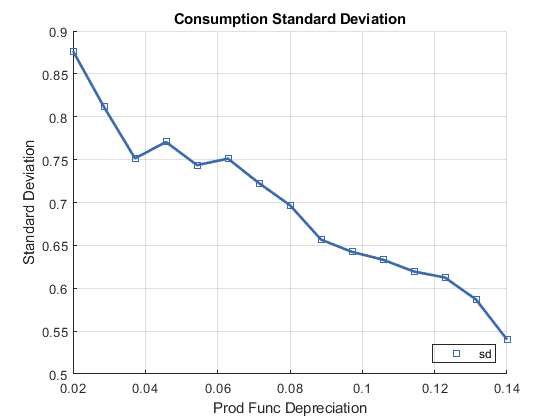 Consumption Standard Deviation
0.9
0.85
0.8
0.75
0.7
0.65
0.6
0.55
0.5
Standard Deviation
sd
0.02 0.04 0.06 0.08 0.1 0.12 0.14
Prod Func Depreciation